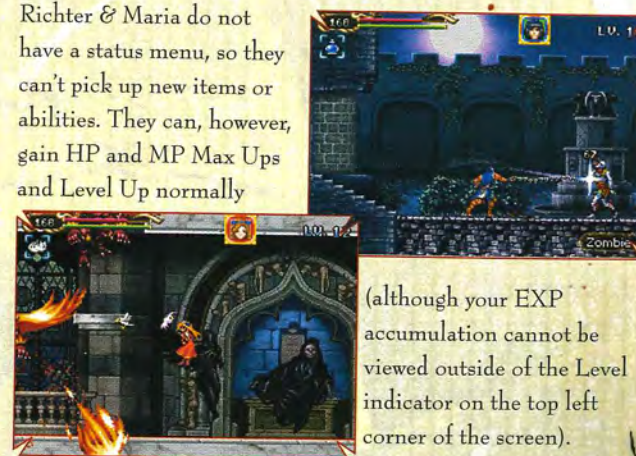 Richter & Maria do not
have a status menu, so they
can't pick up new items or
abilities. They can, however,
gain HP and MP Max Ups
and Level Up normally
168
LV. 1
Zombie
168
LV. 1
(although your EXP
accumulation cannot be
viewed outside of the Level
indicator on the top left
corner of the screen).